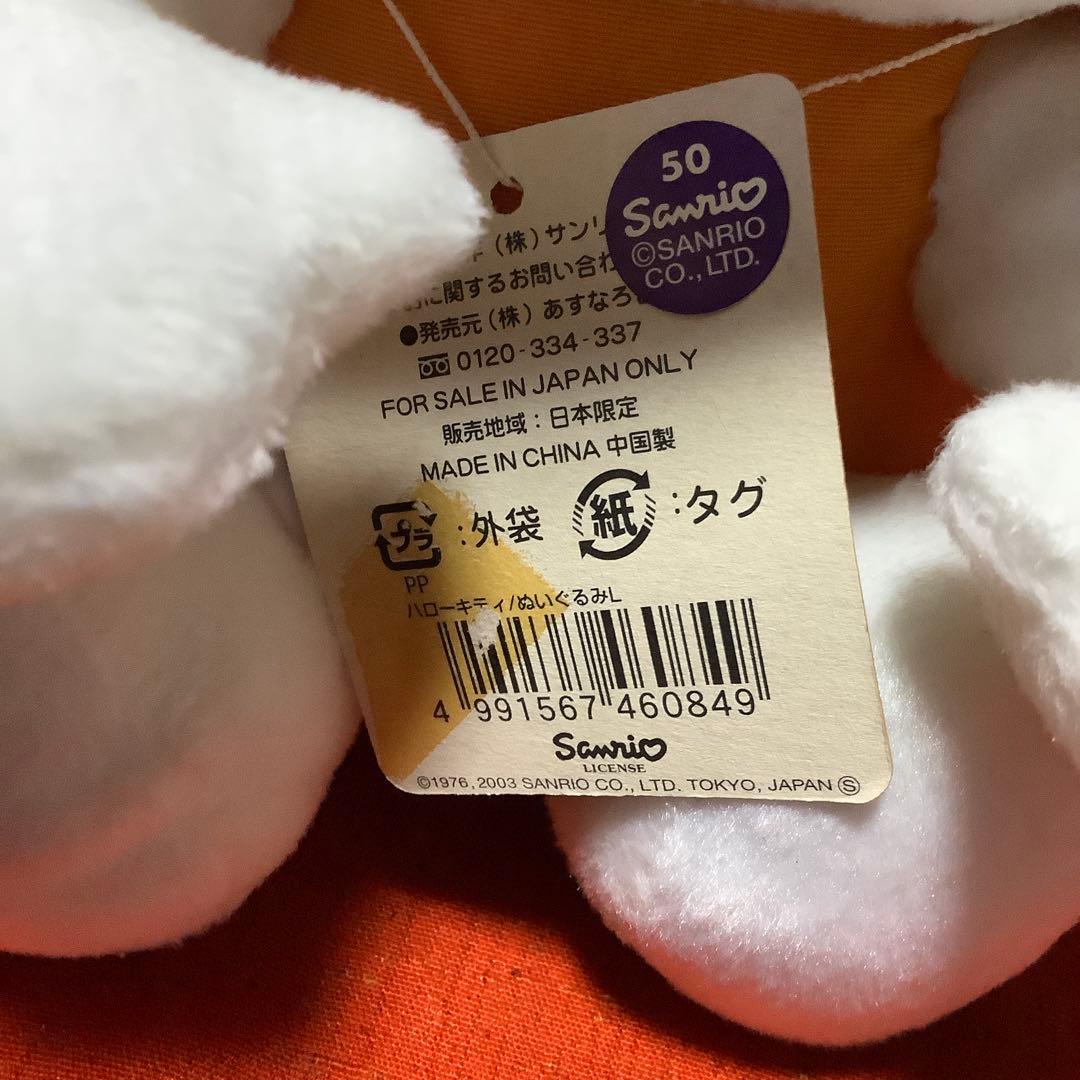 50
Sanrio
©SANRIO
CO., LTD.
(株)サンリ
に関するお問い合わ
●発売元(株)あすなろ
0120-334-337
FOR SALE IN JAPAN ONLY
販売地域:日本限定
MADE IN CHINA 中国製
プラ :外袋 紙 :タグ
PP
ハローキティ/ぬいぐるみL
4 991567 460849
Sanrio
LICENSE
©1976, 2003 SANRIO CO., LTD. TOKYO, JAPAN Ⓢ